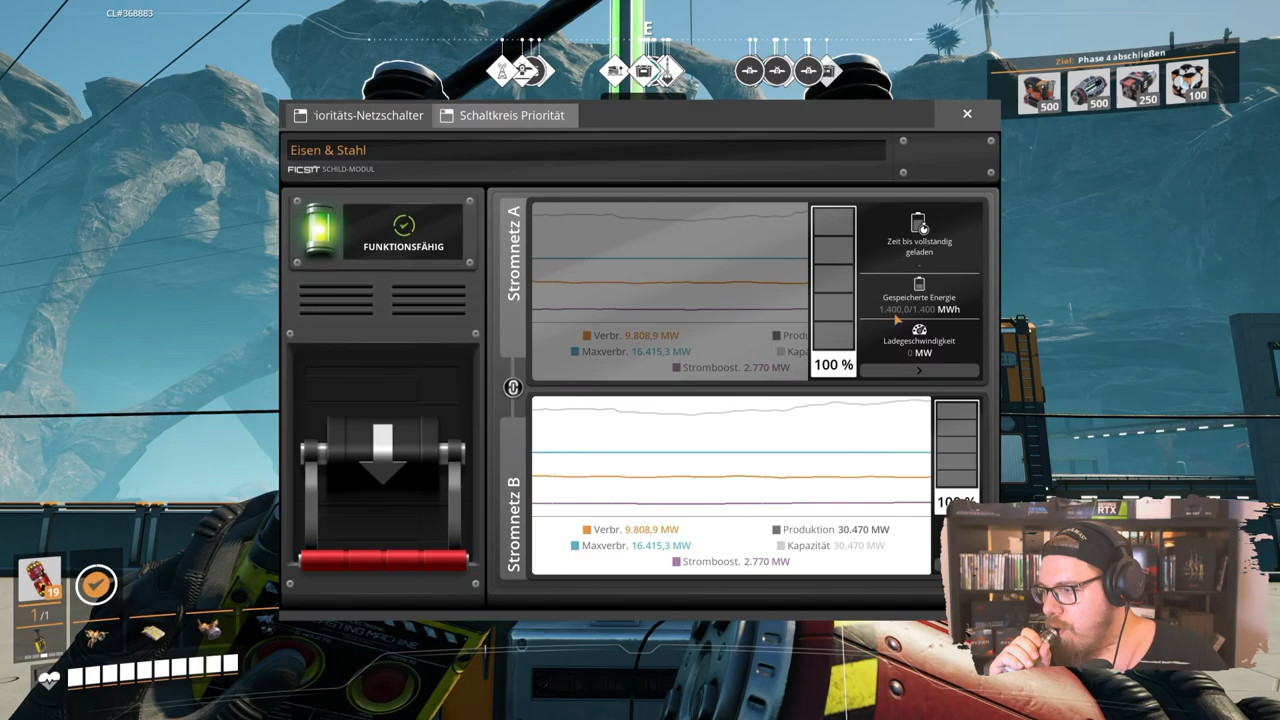 CL#368883
E
Ziel: Phase 4 abschließen
500
500
250
100
ioritäts-Netzschalter
Schaltkreis Priorität
Eisen & Stahl
FICSIT SCHILD-MODUL
FUNKTIONSFÄHIG
Stromnetz A
Verbr. 9.808,9 MW
Produ
Maxverbr. 16.415,3 MW
Kapa
Stromboost. 2.770 MW
100 %
Zeit bis vollständig
geladen
-
Gespeicherte Energie
1.400,0/1.400 MWh
Ladegeschwindigkeit
0 MW
Stromnetz B
Verbr. 9.808,9 MW
Produktion 30.470 MW
Maxverbr. 16.415,3 MW
Kapazität 30.470 MW
Stromboost. 2.770 MW
100 %
19
1/1
RTX